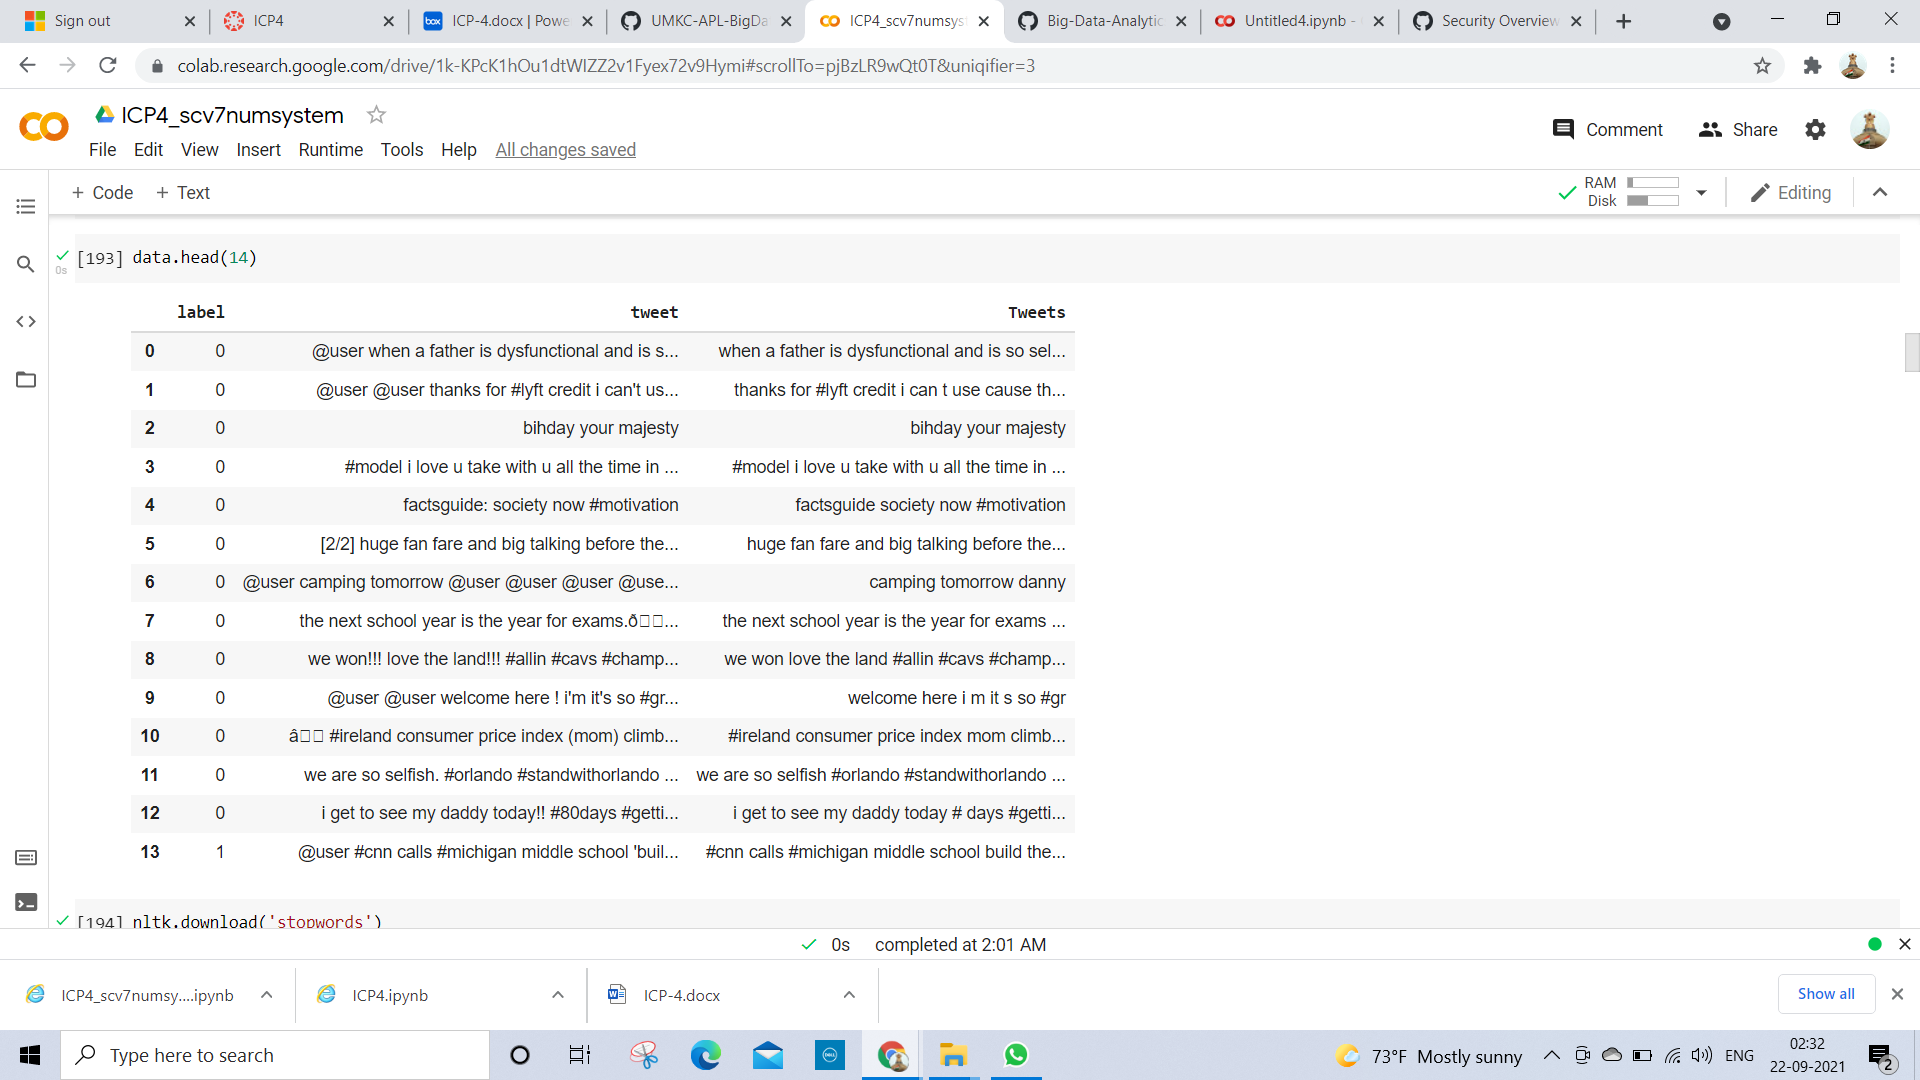 Sign out
ICP4
ICP-4.docx | Powe
UMKC-APL-BigDa
ICP4_scv7numsyst
Big-Data-Analytic
Untitled4.ipynb -
Security Overview
colab.research.google.com/drive/1k-KPcK1hOu1dtWIZZ2v1Fyex72v9Hymi#scrollTo=pjBzLR9wQt0T&uniqifier=3
ICP4_scv7numsystem
Comment
Share
File Edit View Insert Runtime Tools Help All changes saved
+ Code + Text
RAM
Disk
Editing
0s
[193] data.head(14)
label tweet Tweets
0 0 @user when a father is dysfunctional and is s... when a father is dysfunctional and is so sel...
1 0 @user @user thanks for #lyft credit i can't us... thanks for #lyft credit i can t use cause th...
2 0 bihday your majesty bihday your majesty
3 0 #model i love u take with u all the time in ... #model i love u take with u all the time in ...
4 0 factsguide: society now #motivation factsguide society now #motivation
5 0 [2/2] huge fan fare and big talking before the... huge fan fare and big talking before the...
6 0 @user camping tomorrow @user @user @user @use... camping tomorrow danny
7 0 the next school year is the year for exams.ð□□... the next school year is the year for exams ...
8 0 we won!!! love the land!!! #allin #cavs #champ... we won love the land #allin #cavs #champ...
9 0 @user @user welcome here ! i'm it's so #gr... welcome here i m it s so #gr
10 0 â□□ #ireland consumer price index (mom) climb... #ireland consumer price index mom climb...
11 0 we are so selfish. #orlando #standwithorlando ... we are so selfish #orlando #standwithorlando ...
12 0 i get to see my daddy today!! #80days #getti... i get to see my daddy today # days #getti...
13 1 @user #cnn calls #michigan middle school 'buil... #cnn calls #michigan middle school build the...
[194] nltk.download('stopwords')
0s completed at 2:01 AM
ICP4_scv7numsy....ipynb
ICP4.ipynb
ICP-4.docx
Show all
Type here to search
73°F Mostly sunny
ENG
02:32
22-09-2021
2